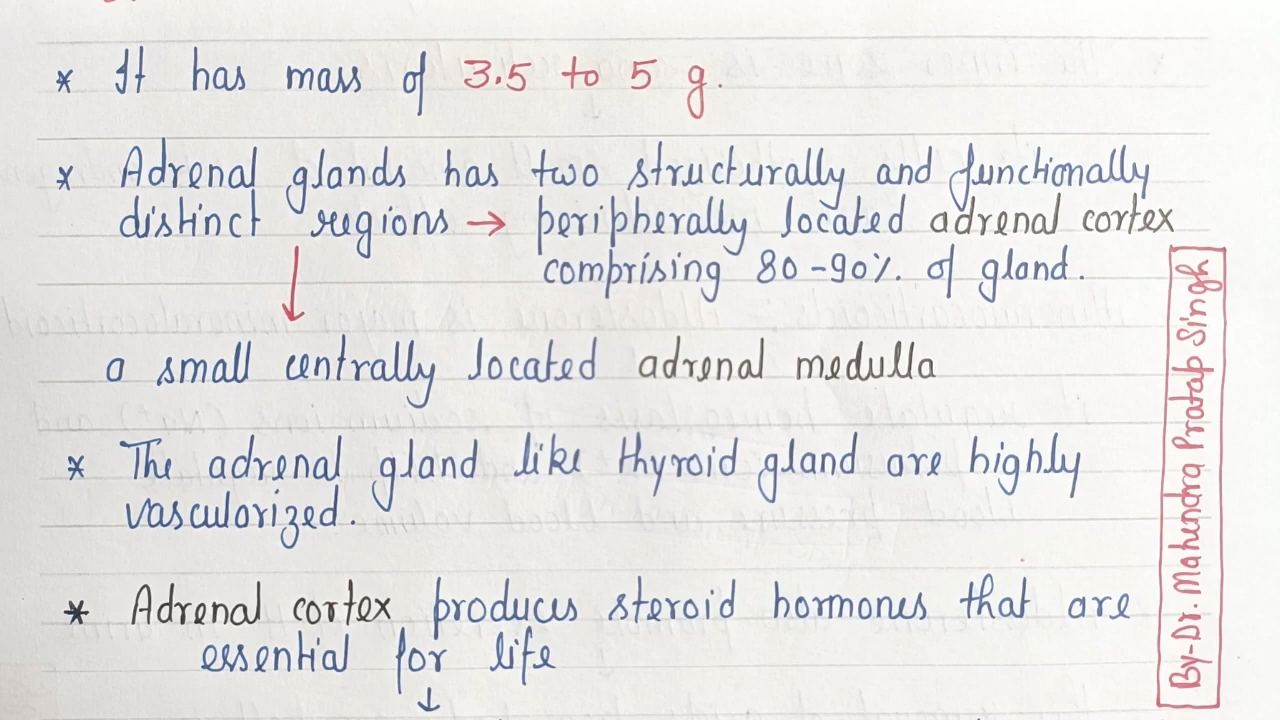 * It has mass of 3.5 to 5 g.
* Adrenal glands has two structurally and functionally
distinct regions → peripherally located adrenal cortex
comprising 80-90% of gland.
↓
a small centrally located adrenal medulla
* The adrenal gland like thyroid gland are highly
vascularized.
* Adrenal cortex produces steroid hormones that are
essential for life
↓
By-Dr. Mahendra Pratap Singh